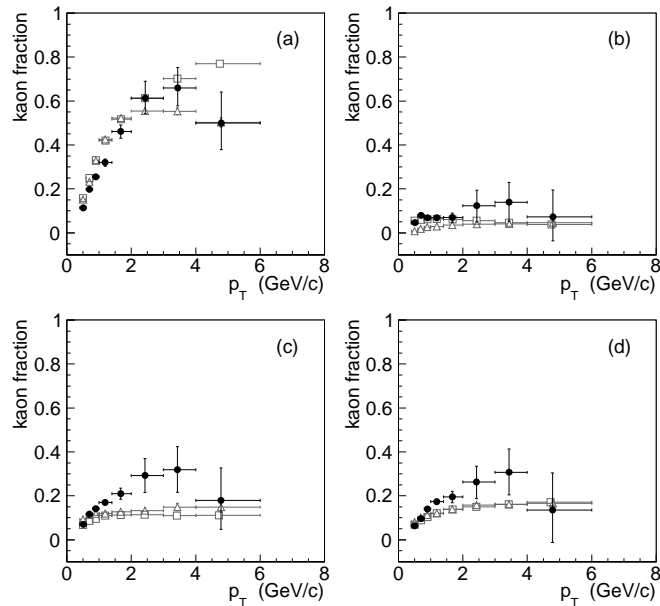 (a)
kaon fraction
1
0.8
0.6
0.4
0.2
0
0 2 4 6 8
p_T (GeV/c)
(b)
kaon fraction
1
0.8
0.6
0.4
0.2
0
0 2 4 6 8
p_T (GeV/c)
(c)
kaon fraction
1
0.8
0.6
0.4
0.2
0
0 2 4 6 8
p_T (GeV/c)
(d)
kaon fraction
1
0.8
0.6
0.4
0.2
0
0 2 4 6 8
p_T (GeV/c)